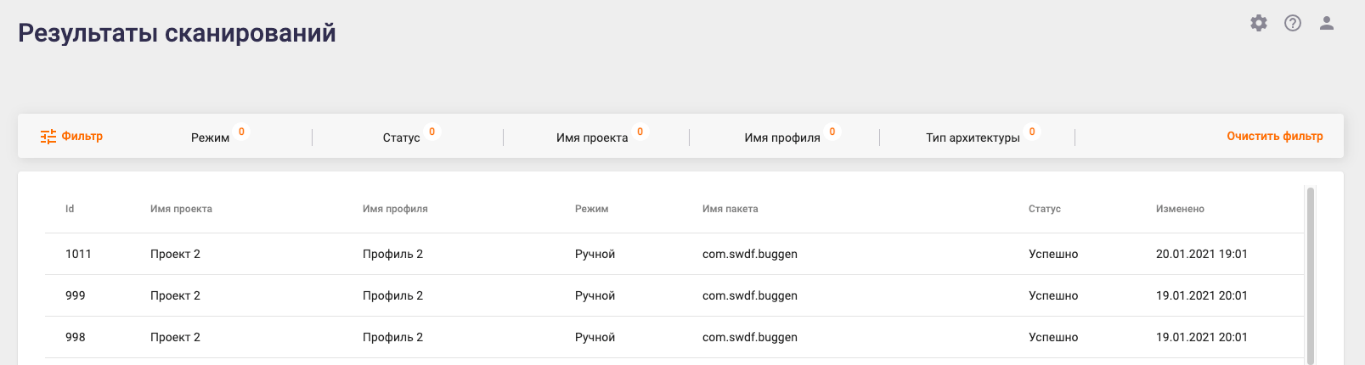 Результаты сканирований
Фильтр Режим 0 Статус 0 Имя проекта 0 Имя профиля 0 Тип архитектуры 0 Очистить фильтр
Id Имя проекта Имя профиля Режим Имя пакета Статус Изменено
1011 Проект 2 Профиль 2 Ручной com.swdf.buggen Успешно 20.01.2021 19:01
999 Проект 2 Профиль 2 Ручной com.swdf.buggen Успешно 19.01.2021 20:01
998 Проект 2 Профиль 2 Ручной com.swdf.buggen Успешно 19.01.2021 20:01